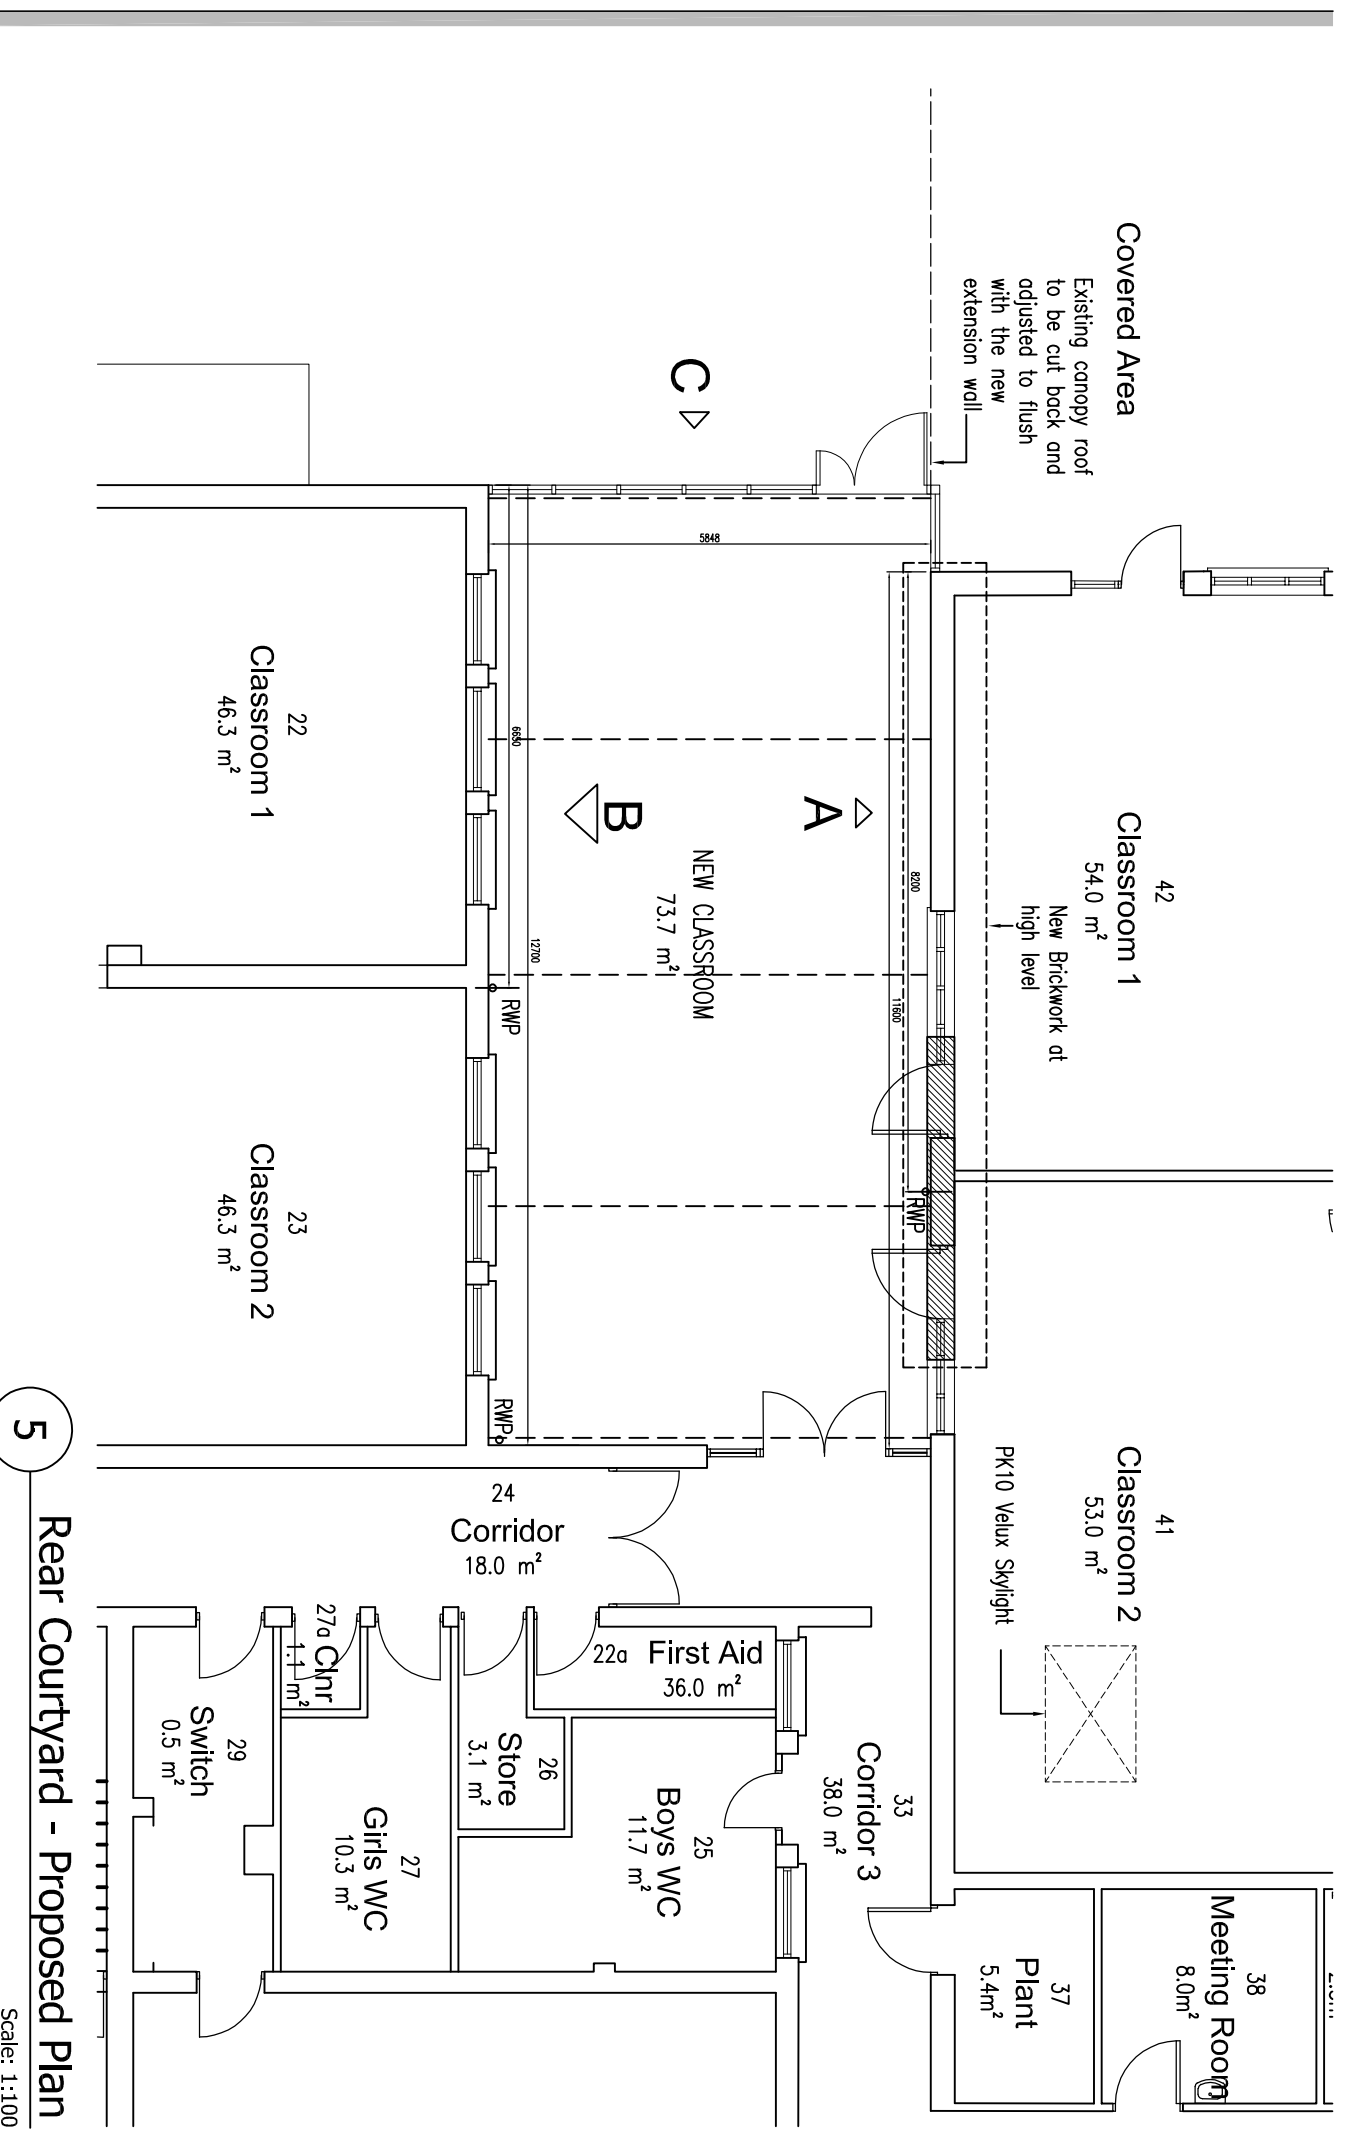 Covered Area
Existing canopy roof
to be cut back and
adjusted to flush
with the new
extension wall
C
5848
42
Classroom 1
54.0 m²
New Brickwork at
high level
A
B
8200
11600
6650
12700
NEW CLASSROOM
73.7 m²
RWP
RWP
RWP
22
Classroom 1
46.3 m²
23
Classroom 2
46.3 m²
41
Classroom 2
53.0 m²
PK10 Velux Skylight
24
Corridor
18.0 m²
27a Clnr
1.1 m²
22a First Aid
36.0 m²
29
Switch
0.5 m²
26
Store
3.1 m²
27
Girls WC
10.3 m²
25
Boys WC
11.7 m²
33
Corridor 3
38.0 m²
37
Plant
5.4m²
38
Meeting Room
8.0m²
5
Rear Courtyard - Proposed Plan
Scale: 1:100